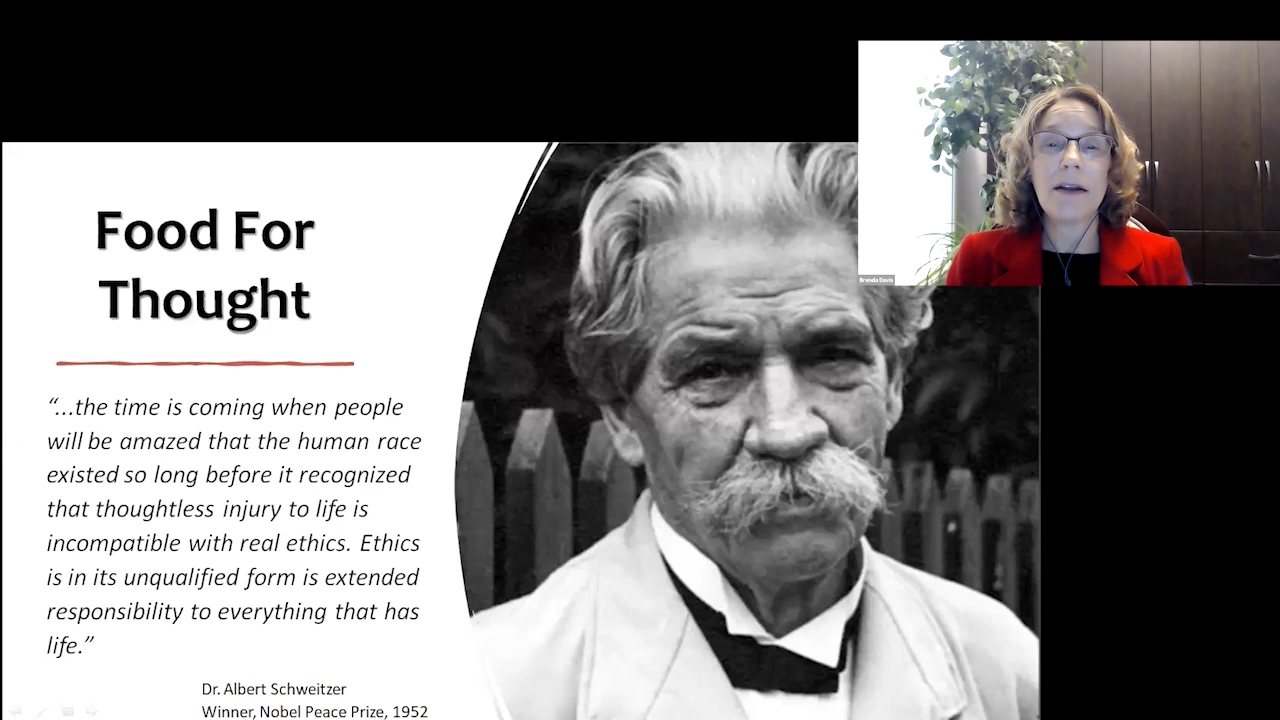 Food For
Thought
“...the time is coming when people
will be amazed that the human race
existed so long before it recognized
that thoughtless injury to life is
incompatible with real ethics. Ethics
is in its unqualified form is extended
responsibility to everything that has
life.”
Dr. Albert Schweitzer
Winner, Nobel Peace Prize, 1952
Brenda Davis